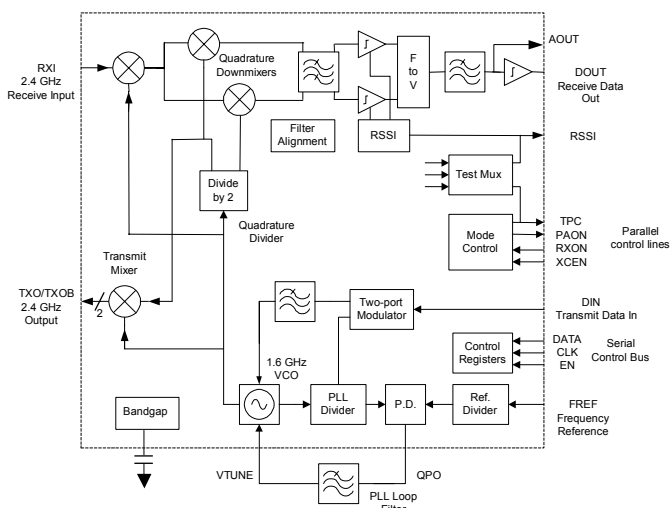 RXI
2.4 GHz
Receive Input
Quadrature
Downmixers
F
to
V
AOUT
DOUT
Receive Data
Out
Filter
Alignment
RSSI
RSSI
Test Mux
Divide
by 2
Quadrature
Divider
Mode
Control
TPC
PAON
RXON
XCEN
Parallel
control lines
Transmit
Mixer
TXO/TXOB
2.4 GHz
Output
2
Two-port
Modulator
DIN
Transmit Data In
Control
Registers
DATA
CLK
EN
Serial
Control Bus
1.6 GHz
VCO
PLL
Divider
P.D.
Ref.
Divider
FREF
Frequency
Reference
Bandgap
VTUNE
QPO
PLL Loop
Filter